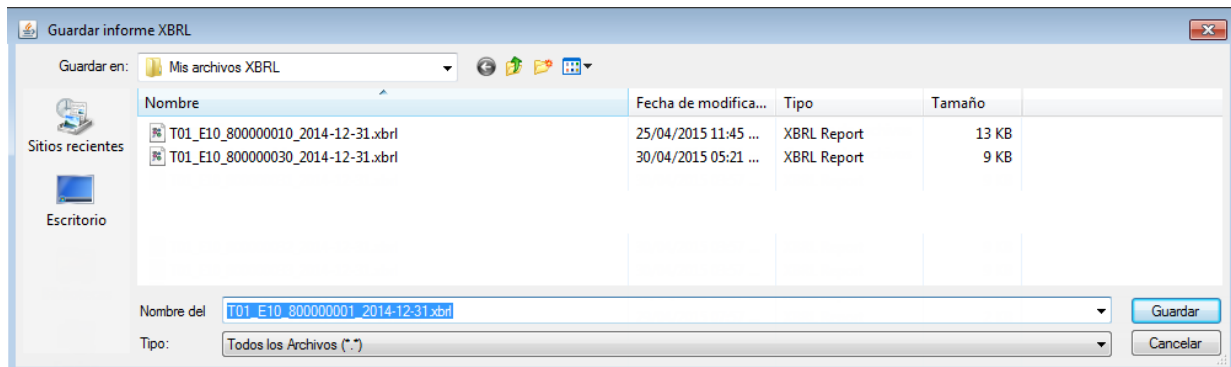 Guardar informe XBRL
Guardar en: Mis archivos XBRL
Nombre Fecha de modifica... Tipo Tamaño
T01_E10_800000010_2014-12-31.xbrl 25/04/2015 11:45 ... XBRL Report 13 KB
T01_E10_800000030_2014-12-31.xbrl 30/04/2015 05:21 ... XBRL Report 9 KB
Sitios recientes
Escritorio
Nombre del T01_E10_800000001_2014-12-31.xbrl Guardar
Tipo: Todos los Archivos (*.*) Cancelar